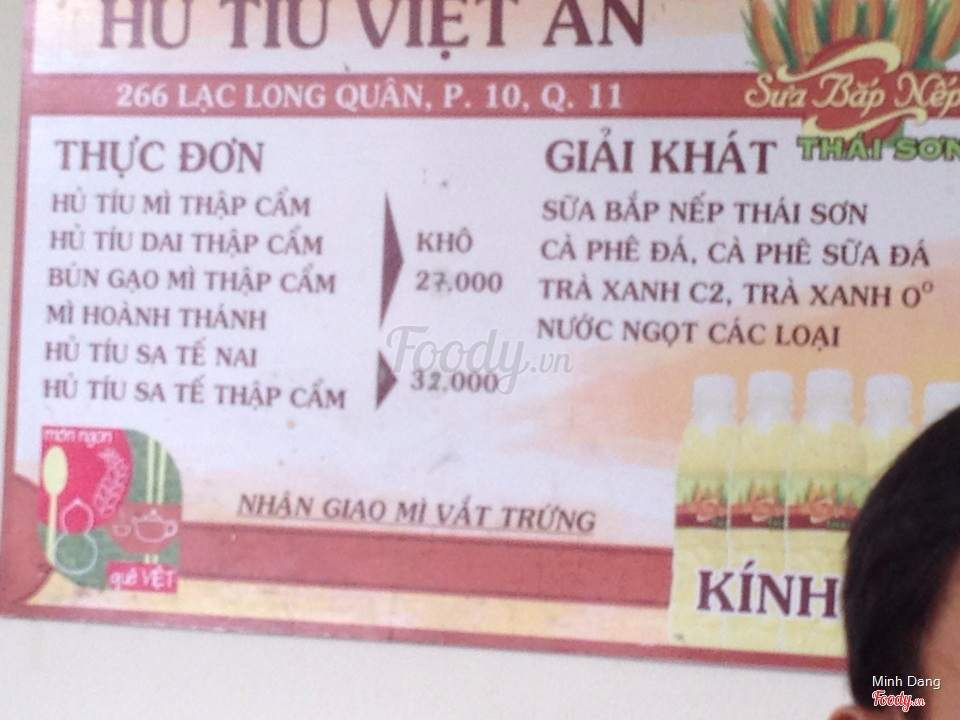 HỦ TÍU VIỆT AN
266 LẠC LONG QUÂN, P. 10, Q. 11
Sữa Bắp Nếp
THÁI SƠN
THỰC ĐƠN
HỦ TÍU MÌ THẬP CẨM
HỦ TÍU DAI THẬP CẨM
BÚN GẠO MÌ THẬP CẨM
MÌ HOÀNH THÁNH
HỦ TÍU SA TẾ NAI
HỦ TÍU SA TẾ THẬP CẨM
KHÔ
27.000
32.000
GIẢI KHÁT
SỮA BẮP NẾP THÁI SƠN
CÀ PHÊ ĐÁ, CÀ PHÊ SỮA ĐÁ
TRÀ XANH C2, TRÀ XANH O°
NƯỚC NGỌT CÁC LOẠI
Foody.vn
món ngon
quê VIỆT
NHẬN GIAO MÌ VẮT TRỨNG
KÍNH
Minh Dang
Foody.vn